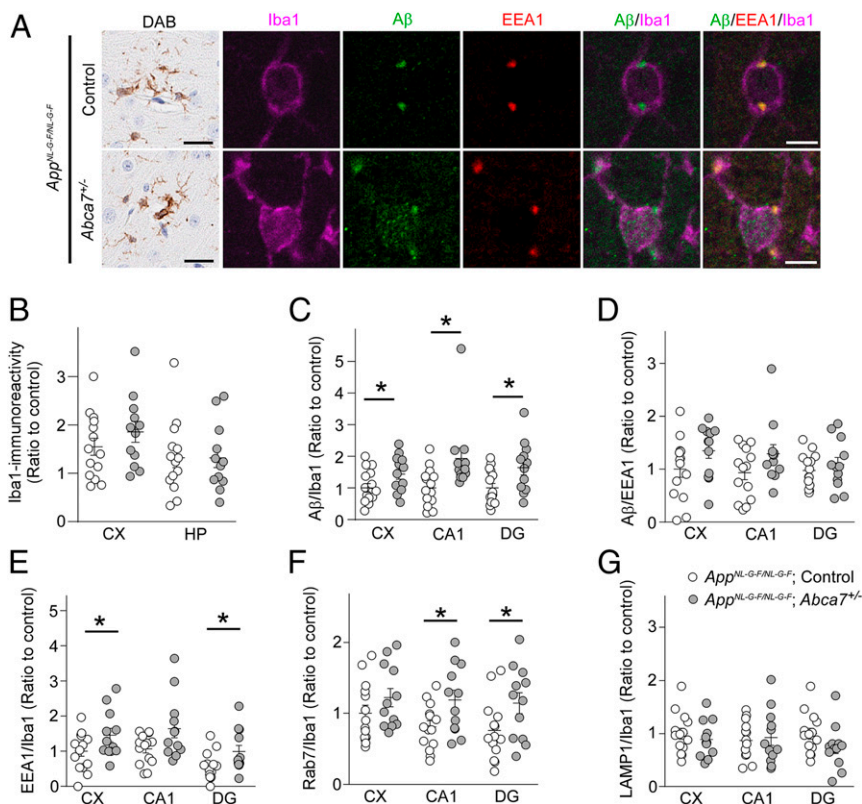 A
DAB Iba1 Aβ EEA1 Aβ/Iba1 Aβ/EEA1/Iba1
App^NL-G-F/NL-G-F
Control
Abca7+/-
B
Iba1-immunoreactivity
(Ratio to control)
3
2
1
0
CX HP
C
Aβ/Iba1 (Ratio to control)
5
2
1
0
* * *
CX CA1 DG
D
Aβ/EEA1 (Ratio to control)
3
2
1
0
CX CA1 DG
E
EEA1/Iba1 (Ratio to control)
5
4
3
2
1
0
* *
CX CA1 DG
F
Rab7/Iba1 (Ratio to control)
2
1
0
* *
CX CA1 DG
G
App^NL-G-F/NL-G-F; Control
App^NL-G-F/NL-G-F; Abca7+/-
LAMP1/Iba1 (Ratio to control)
3
2
1
0
CX CA1 DG